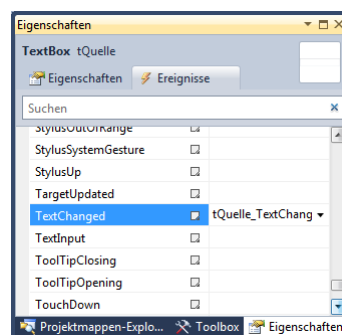 Eigenschaften
TextBox tQuelle
Eigenschaften Ereignisse
Suchen
StylusOutOfRange
StylusSystemGesture
StylusUp
TargetUpdated
TextChanged tQuelle_TextChang
TextInput
ToolTipClosing
ToolTipOpening
TouchDown
Projektmappen-Explo... Toolbox Eigenschaften